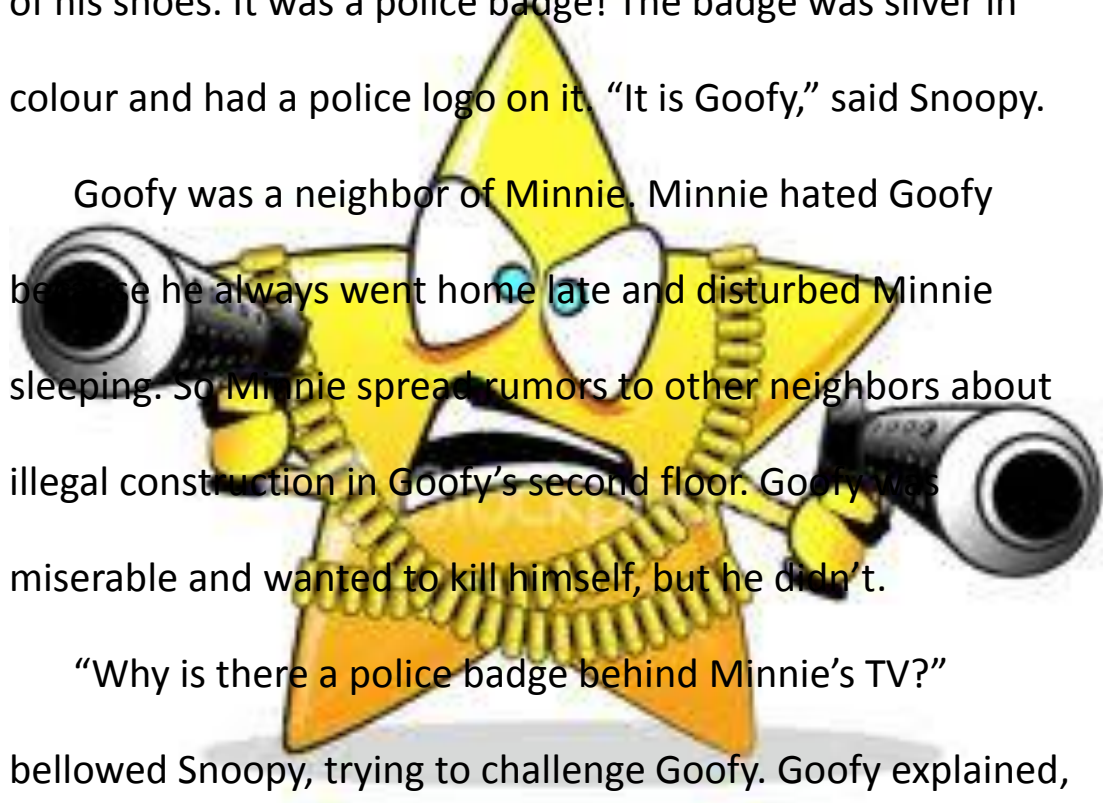 of his shoes. It was a police badge! The badge was silver in
colour and had a police logo on it. “It is Goofy,” said Snoopy.
Goofy was a neighbor of Minnie. Minnie hated Goofy
because he always went home late and disturbed Minnie
sleeping. So Minnie spread rumors to other neighbors about
illegal construction in Goofy’s second floor. Goofy was
miserable and wanted to kill himself, but he didn’t.
“Why is there a police badge behind Minnie’s TV?”
bellowed Snoopy, trying to challenge Goofy. Goofy explained,